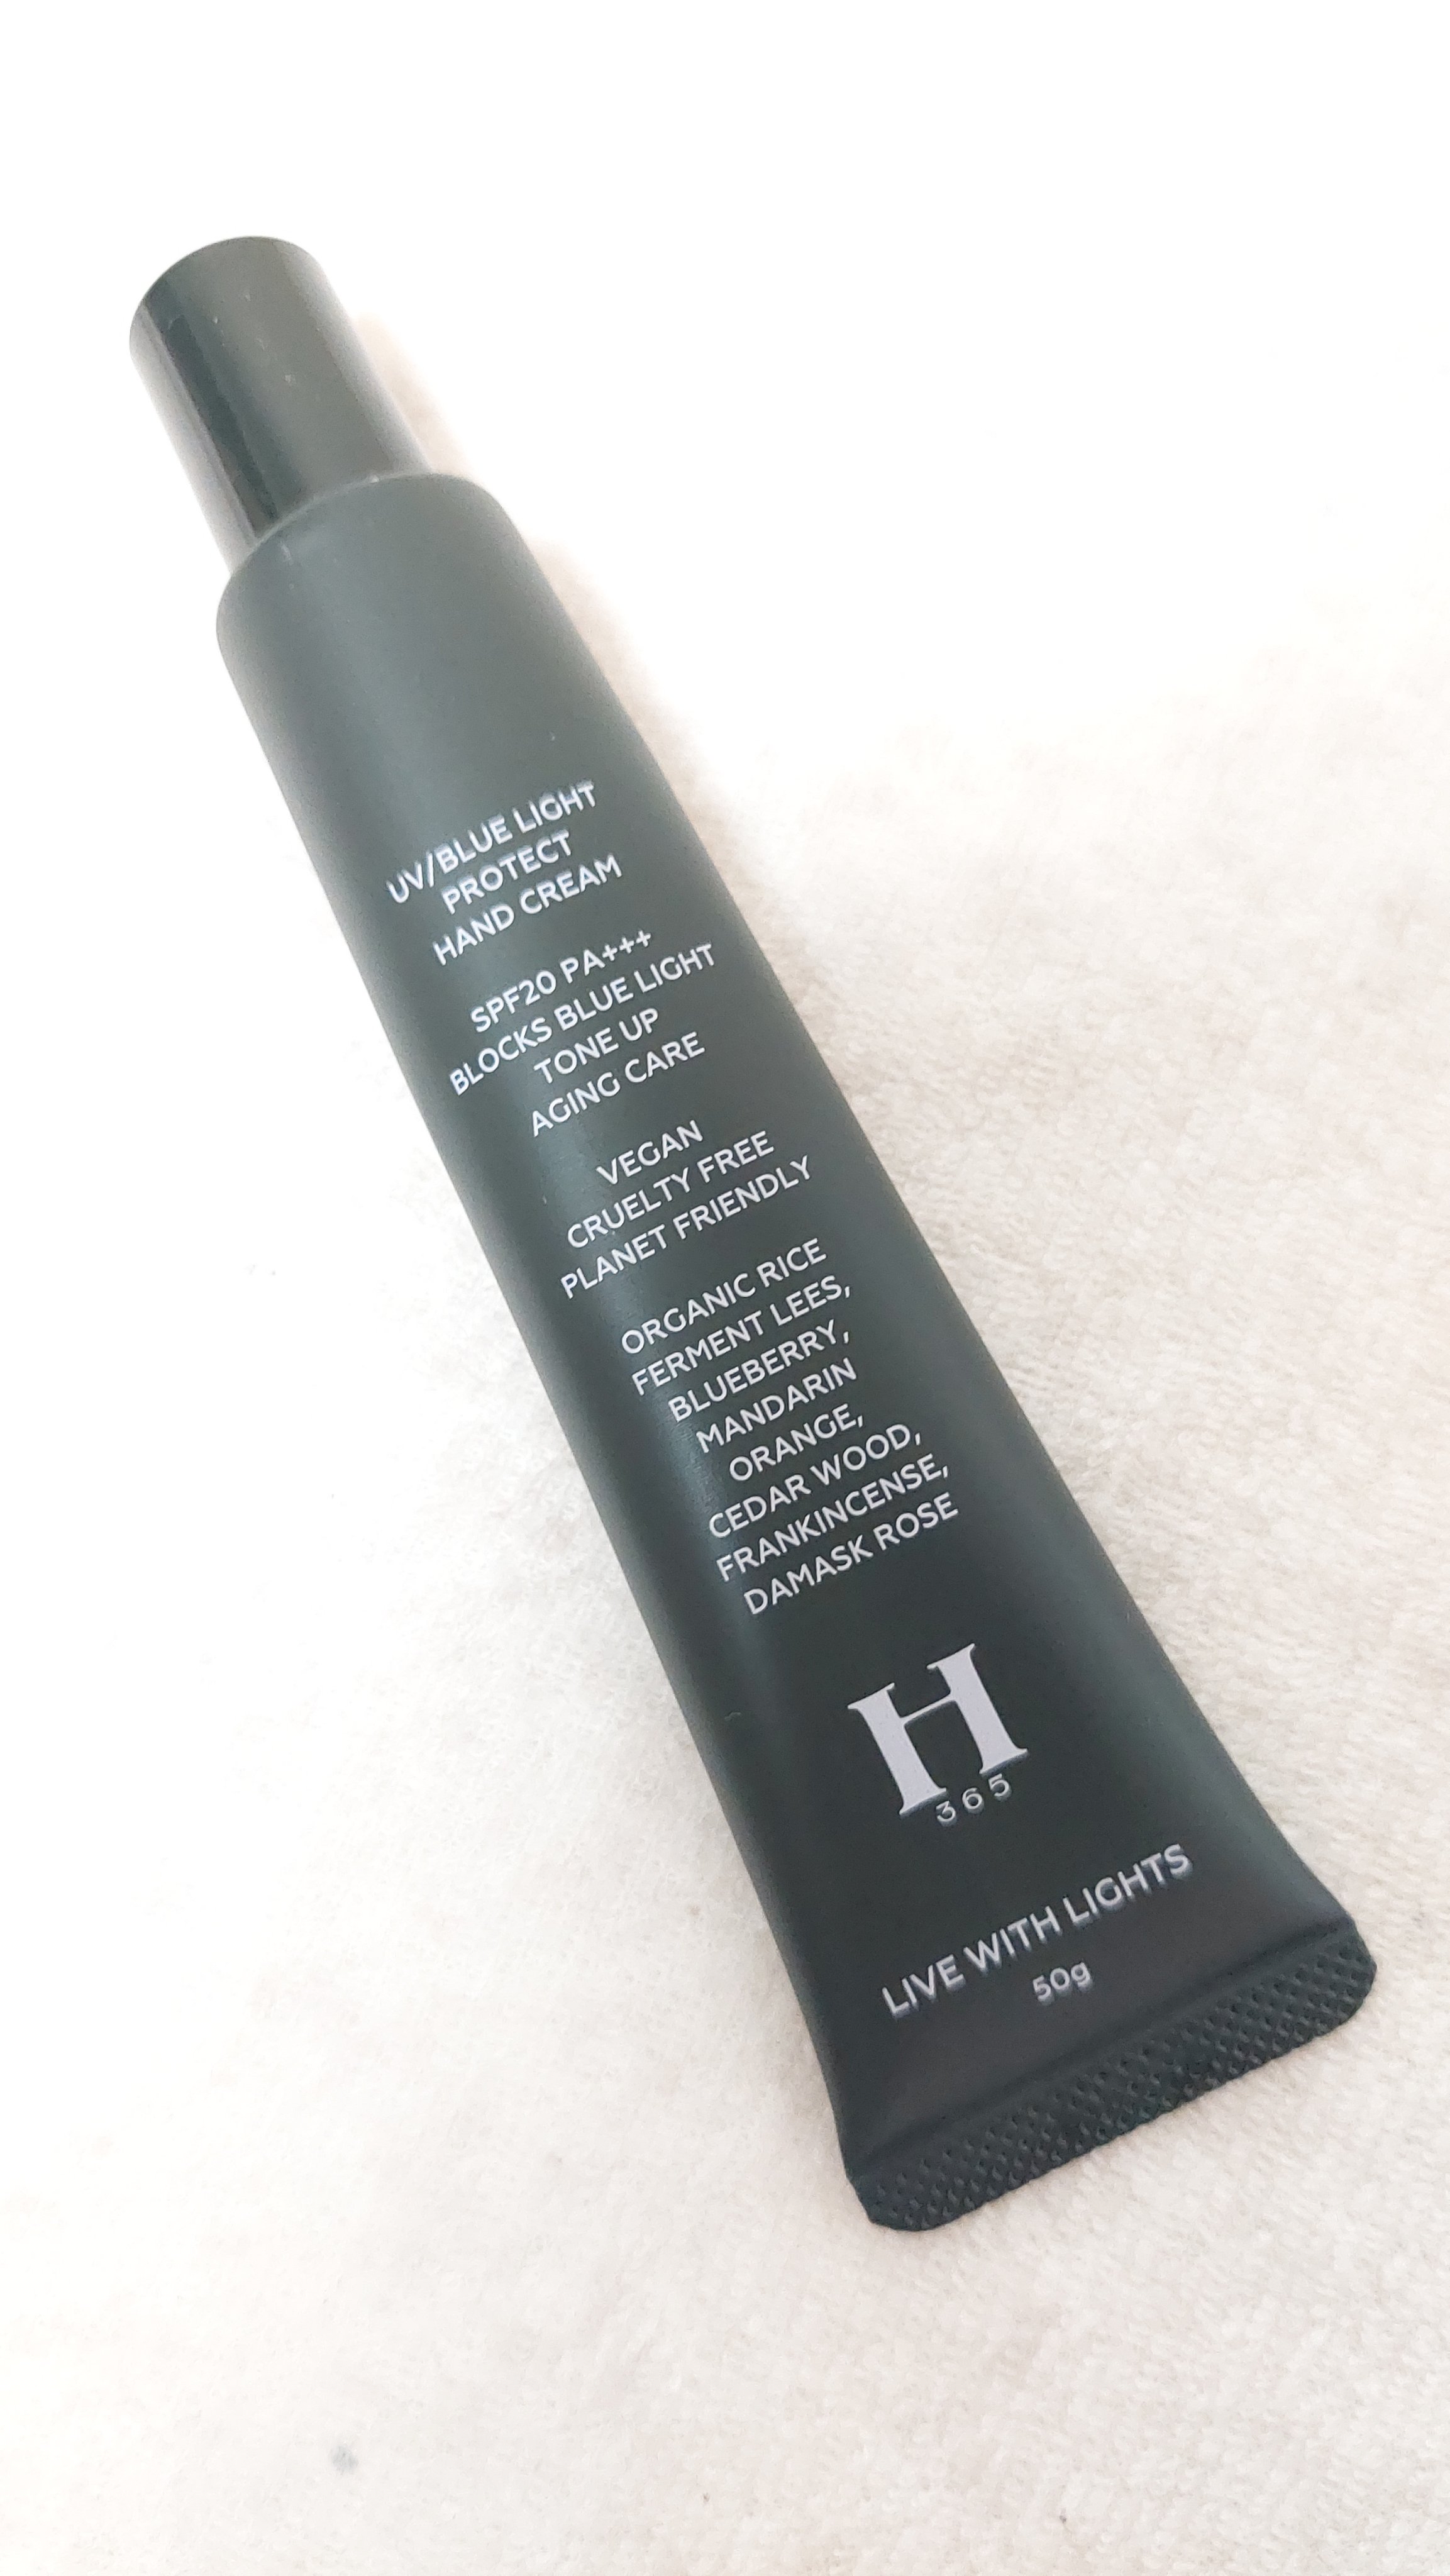 UV/BLUE LIGHT
PROTECT
HAND CREAM
SPF20 PA+++
BLOCKS BLUE LIGHT
TONE UP
AGING CARE
VEGAN
CRUELTY FREE
PLANET FRIENDLY
ORGANIC RICE
FERMENT LEES,
BLUEBERRY,
MANDARIN
ORANGE,
CEDAR WOOD,
FRANKINCENSE,
DAMASK ROSE
H
365
LIVE WITH LIGHTS
50g